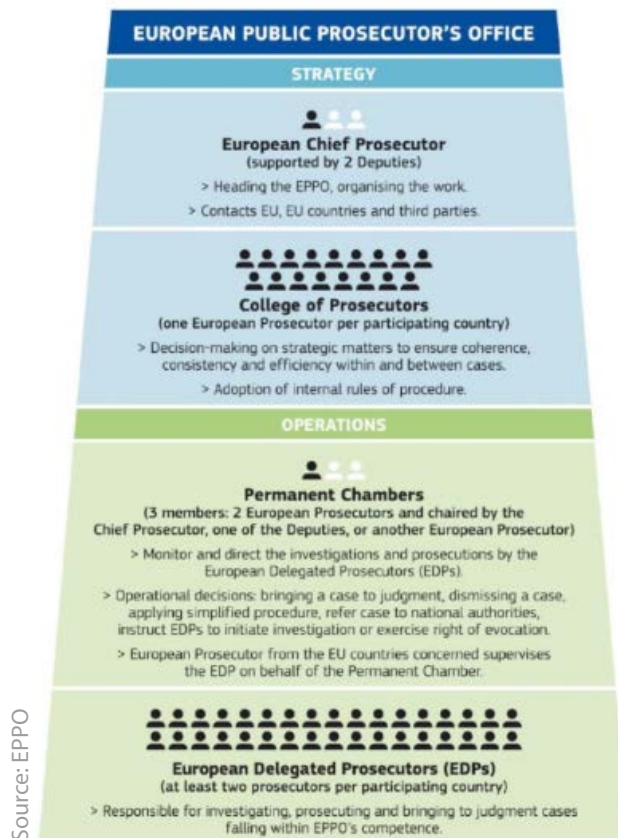 EUROPEAN PUBLIC PROSECUTOR'S OFFICE
STRATEGY
European Chief Prosecutor
(supported by 2 Deputies)
> Heading the EPPO, organising the work.
> Contacts EU, EU countries and third parties.
College of Prosecutors
(one European Prosecutor per participating country)
> Decision-making on strategic matters to ensure coherence,
consistency and efficiency within and between cases.
> Adoption of internal rules of procedure.
OPERATIONS
Permanent Chambers
(3 members: 2 European Prosecutors and chaired by the
Chief Prosecutor, one of the Deputies, or another European Prosecutor)
> Monitor and direct the investigations and prosecutions by the
European Delegated Prosecutors (EDPs).
> Operational decisions: bringing a case to judgment, dismissing a case,
applying simplified procedure, refer case to national authorities,
instruct EDPs to initiate investigation or exercise right of evocation.
> European Prosecutor from the EU countries concerned supervises
the EDP on behalf of the Permanent Chamber.
European Delegated Prosecutors (EDPs)
(at least two prosecutors per participating country)
> Responsible for investigating, prosecuting and bringing to judgment cases
falling within EPPO's competence.
Source: EPPO